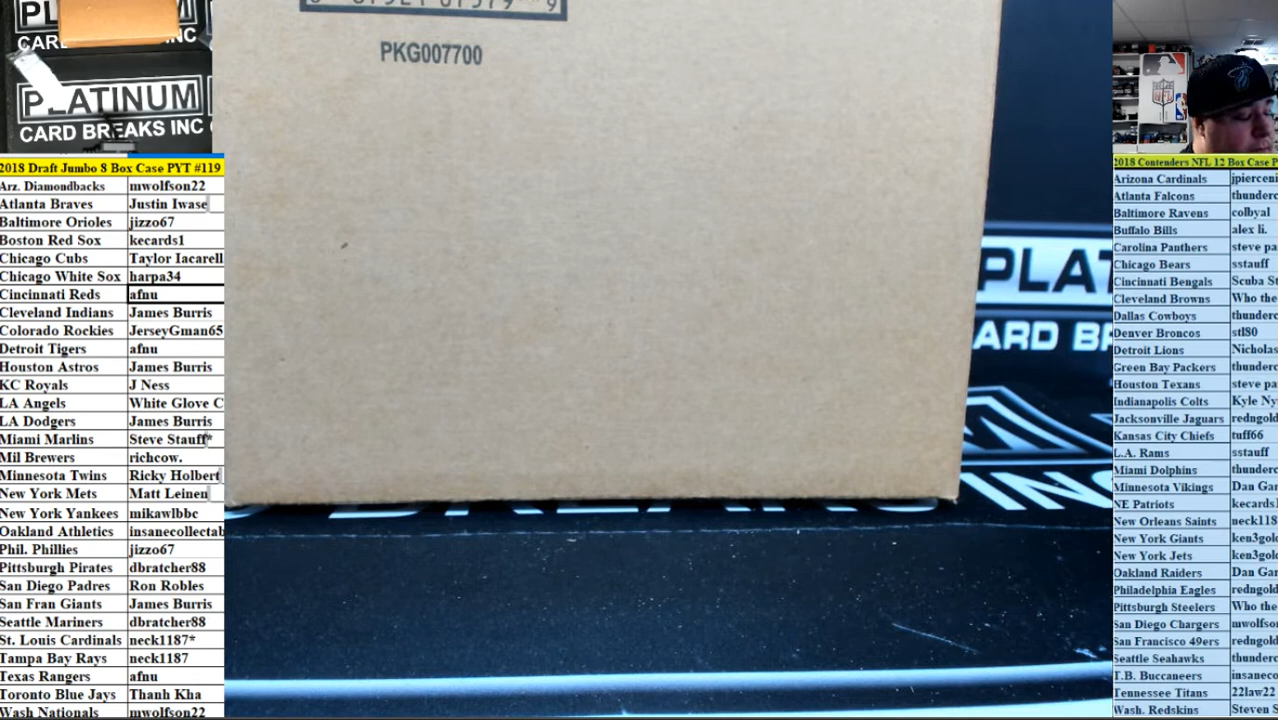 PLATINUM
CARD BREAKS INC
2018 Draft Jumbo 8 Box Case PYT #119
Arz. Diamondbacks mwolfson22
Atlanta Braves Justin Iwase
Baltimore Orioles jizzo67
Boston Red Sox kecards1
Chicago Cubs Taylor Iacarell
Chicago White Sox harpa34
Cincinnati Reds afnu
Cleveland Indians James Burris
Colorado Rockies JerseyGman65
Detroit Tigers afnu
Houston Astros James Burris
KC Royals J Ness
LA Angels White Glove C
LA Dodgers James Burris
Miami Marlins Steve Stauff*
Mil Brewers richcow.
Minnesota Twins Ricky Holbert
New York Mets Matt Leinen
New York Yankees mikawlbbc
Oakland Athletics insanecollectab
Phil. Phillies jizzo67
Pittsburgh Pirates dbratcher88
San Diego Padres Ron Robles
San Fran Giants James Burris
Seattle Mariners dbratcher88
St. Louis Cardinals neck1187*
Tampa Bay Rays neck1187
Texas Rangers afnu
Toronto Blue Jays Thanh Kha
Wash Nationals mwolfson22
PKG007700
PLAT
ARD BR
NFL
2018 Contenders NFL 12 Box Case P
Arizona Cardinals jpierceni
Atlanta Falcons thunderc
Baltimore Ravens colbyal
Buffalo Bills alex li.
Carolina Panthers steve pa
Chicago Bears sstauff
Cincinnati Bengals Scuba St
Cleveland Browns Who the
Dallas Cowboys thunderc
Denver Broncos stl80
Detroit Lions Nicholas
Green Bay Packers thunderc
Houston Texans steve pa
Indianapolis Colts Kyle Ny
Jacksonville Jaguars redngold
Kansas City Chiefs tuff66
L.A. Rams sstauff
Miami Dolphins thunderc
Minnesota Vikings Dan Gar
NE Patriots kecards1
New Orleans Saints neck118
New York Giants ken3gold
New York Jets ken3gold
Oakland Raiders Dan Gar
Philadelphia Eagles redngold
Pittsburgh Steelers Who the
San Diego Chargers mwolfson
San Francisco 49ers redngold
Seattle Seahawks thunderc
T.B. Buccaneers insaneco
Tennessee Titans 22law22
Wash. Redskins Steven S